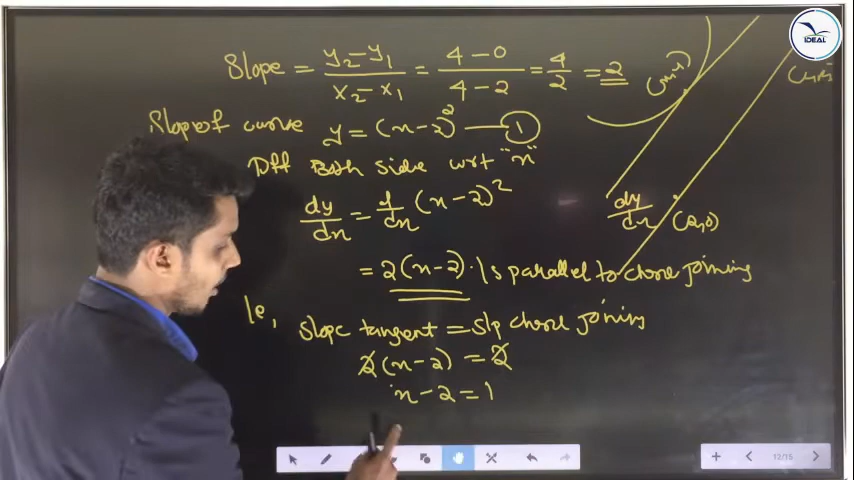 Slope = y₂-y₁/x₂-x₁ = 4-0/4-2 = 4/2 = 2
Slope of curve y = (x-2)² — ①
Diff Both side wrt "x"
dy/dx = d/dx (x-2)²
= 2(x-2). Is parallel to chord joining
Ie, Slope tangent = Slp chord joining
2(x-2) = 2
x-2 = 1
dy/dx (2,0)
IDEAL
12/15